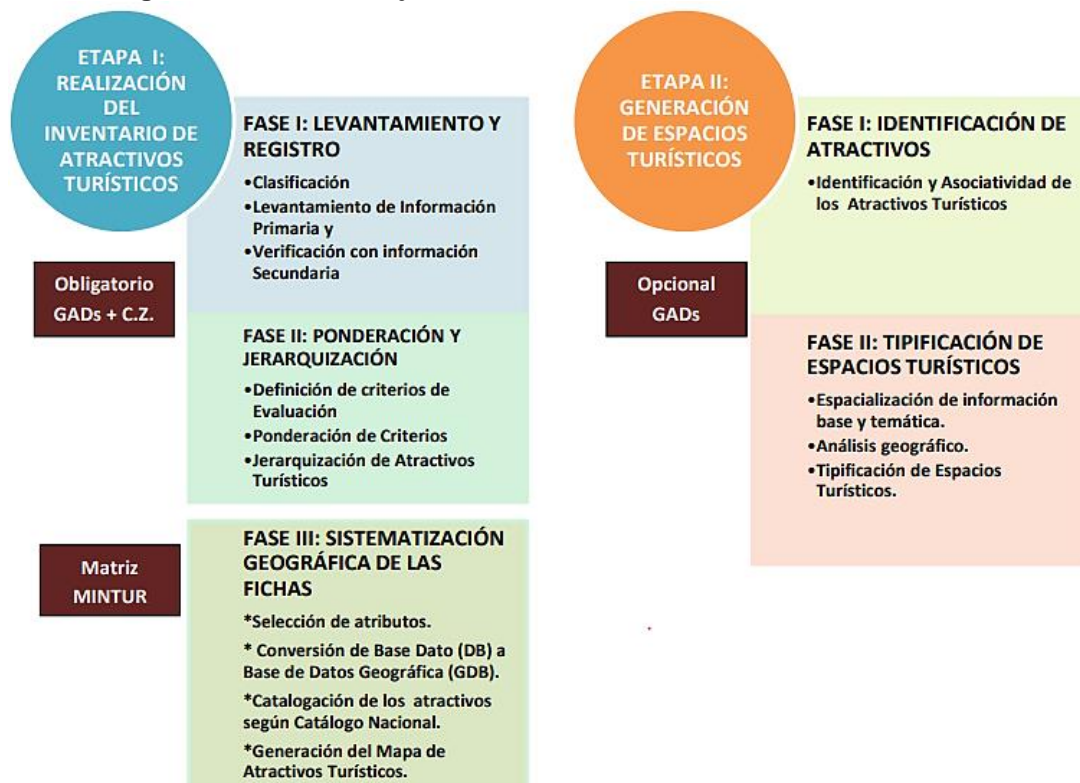 ETAPA I:
REALIZACIÓN
DEL
INVENTARIO DE
ATRACTIVOS
TURÍSTICOS
FASE I: LEVANTAMIENTO Y
REGISTRO
•Clasificación
•Levantamiento de Información
Primaria y
•Verificación con información
Secundaria
Obligatorio
GADs + C.Z.
FASE II: PONDERACIÓN Y
JERARQUIZACIÓN
•Definición de criterios de
Evaluación
•Ponderación de Criterios
•Jerarquización de Atractivos
Turísticos
Matriz
MINTUR
FASE III: SISTEMATIZACIÓN
GEOGRÁFICA DE LAS
FICHAS
*Selección de atributos.
* Conversión de Base Dato (DB) a
Base de Datos Geográfica (GDB).
*Catalogación de los atractivos
según Catálogo Nacional.
*Generación del Mapa de
Atractivos Turísticos.
ETAPA II:
GENERACIÓN
DE ESPACIOS
TURÍSTICOS
FASE I: IDENTIFICACIÓN DE
ATRACTIVOS
•Identificación y Asociatividad de
los Atractivos Turísticos
Opcional
GADs
FASE II: TIPIFICACIÓN DE
ESPACIOS TURÍSTICOS
•Espacialización de información
base y temática.
•Análisis geográfico.
•Tipificación de Espacios
Turísticos.